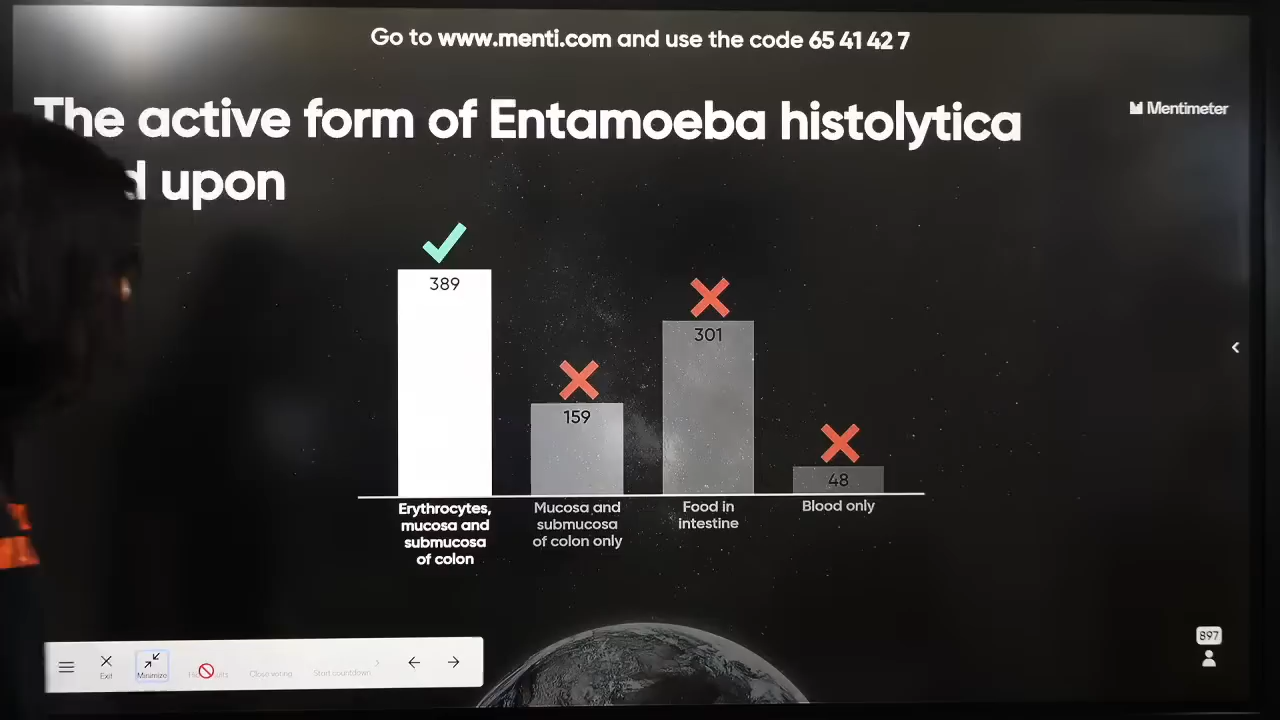 Go to www.menti.com and use the code 65 41 42 7
The active form of Entamoeba histolytica
upon
Mentimeter
389
159
301
48
Erythrocytes,
mucosa and
submucosa
of colon
Mucosa and
submucosa
of colon only
Food in
intestine
Blood only
897
Exit
Minimize
Close voting
Start countdown